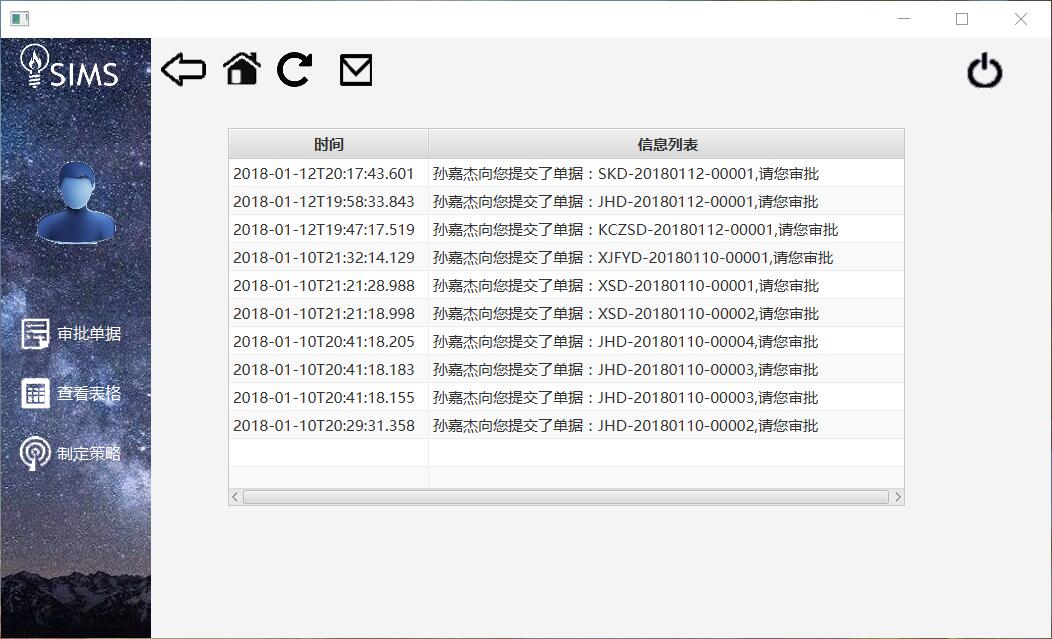 SIMS
审批单据
查看表格
制定策略
时间 信息列表
2018-01-12T20:17:43.601 孙嘉杰向您提交了单据：SKD-20180112-00001,请您审批
2018-01-12T19:58:33.843 孙嘉杰向您提交了单据：JHD-20180112-00001,请您审批
2018-01-12T19:47:17.519 孙嘉杰向您提交了单据：KCZSD-20180112-00001,请您审批
2018-01-10T21:32:14.129 孙嘉杰向您提交了单据：XJFYD-20180110-00001,请您审批
2018-01-10T21:21:28.988 孙嘉杰向您提交了单据：XSD-20180110-00001,请您审批
2018-01-10T21:21:18.998 孙嘉杰向您提交了单据：XSD-20180110-00002,请您审批
2018-01-10T20:41:18.205 孙嘉杰向您提交了单据：JHD-20180110-00004,请您审批
2018-01-10T20:41:18.183 孙嘉杰向您提交了单据：JHD-20180110-00003,请您审批
2018-01-10T20:41:18.155 孙嘉杰向您提交了单据：JHD-20180110-00003,请您审批
2018-01-10T20:29:31.358 孙嘉杰向您提交了单据：JHD-20180110-00002,请您审批